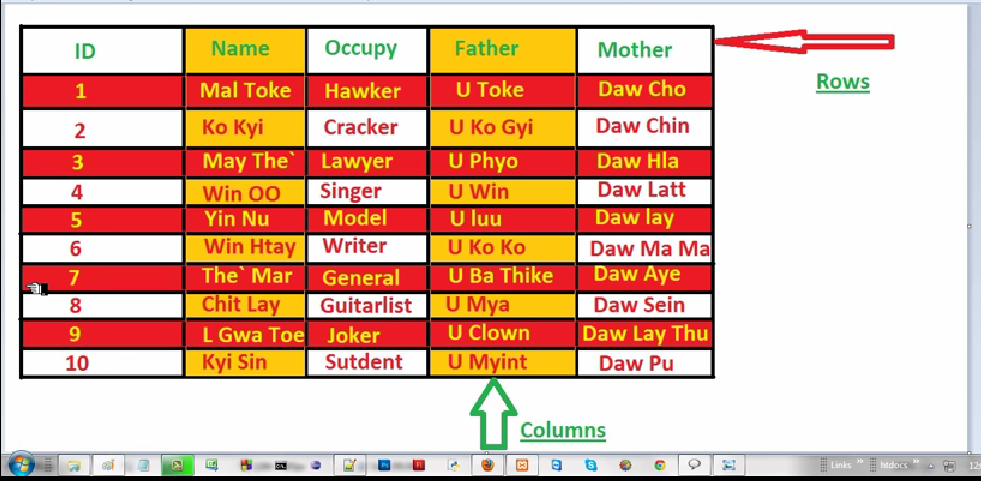 ID Name Occupy Father Mother
Rows
1 Mal Toke Hawker U Toke Daw Cho
2 Ko Kyi Cracker U Ko Gyi Daw Chin
3 May The` Lawyer U Phyo Daw Hla
4 Win OO Singer U Win Daw Latt
5 Yin Nu Model U luu Daw lay
6 Win Htay Writer U Ko Ko Daw Ma Ma
7 The` Mar General U Ba Thike Daw Aye
8 Chit Lay Guitarlist U Mya Daw Sein
9 L Gwa Toe Joker U Clown Daw Lay Thu
10 Kyi Sin Sutdent U Myint Daw Pu
Columns
Links htdocs